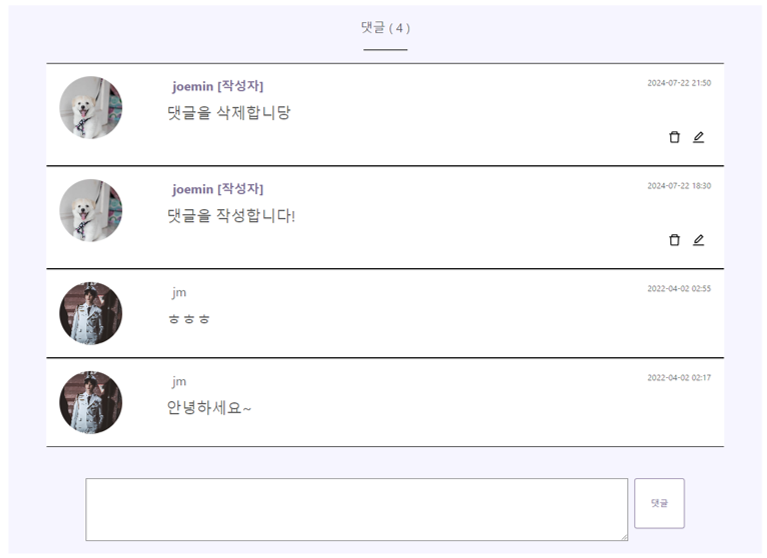 댓글 ( 4 )
joemin [작성자]
2024-07-22 21:50
댓글을 삭제합니당
joemin [작성자]
2024-07-22 18:30
댓글을 작성합니다!
jm
2022-04-02 02:55
ㅎㅎㅎ
jm
2022-04-02 02:17
안녕하세요~
댓글